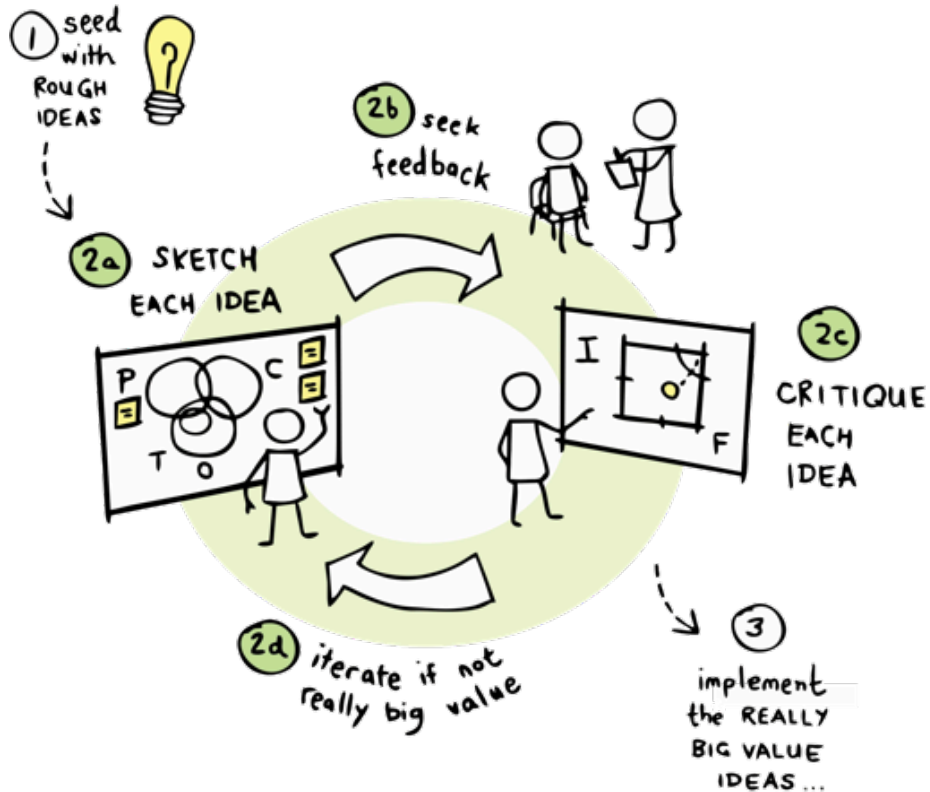 1 seed
with
ROUGH
IDEAS
2a SKETCH
EACH IDEA
P
C
T
O
2b seek
feedback
I
F
2c
CRITIQUE
EACH
IDEA
2d iterate if not
really big value
3
implement
the REALLY
BIG VALUE
IDEAS...